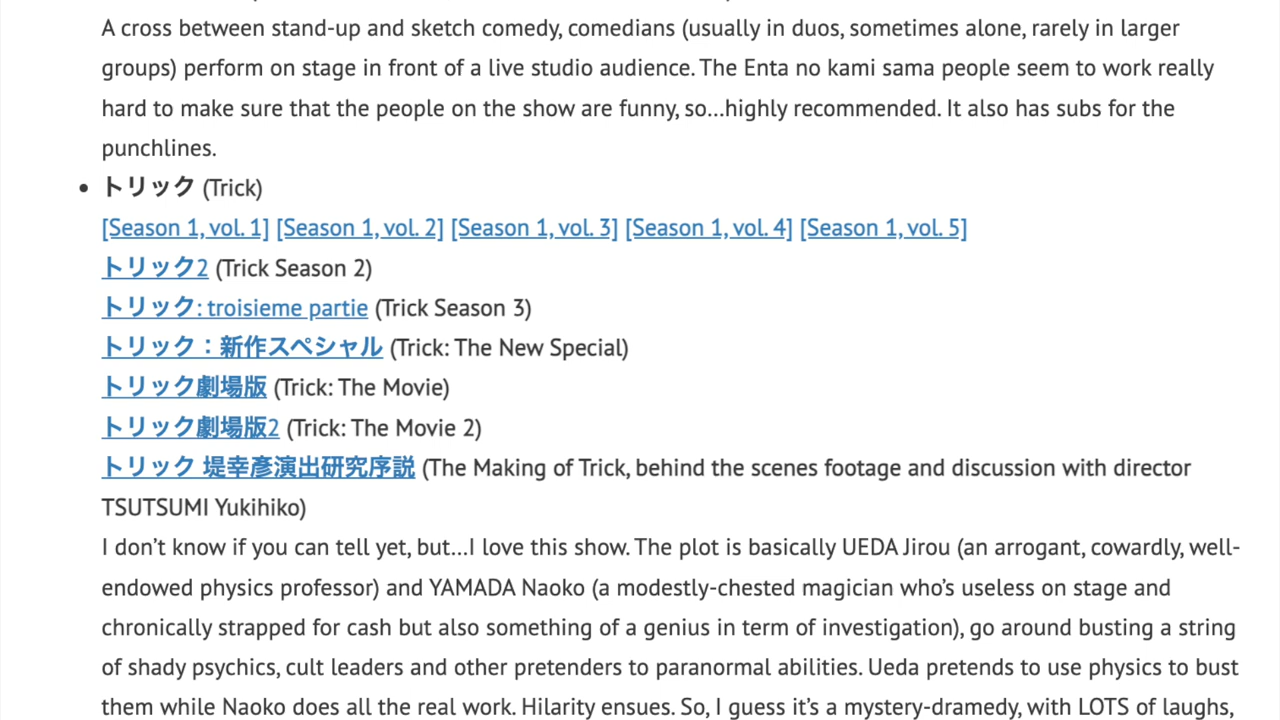 A cross between stand-up and sketch comedy, comedians (usually in duos, sometimes alone, rarely in larger
groups) perform on stage in front of a live studio audience. The Enta no kami sama people seem to work really
hard to make sure that the people on the show are funny, so…highly recommended. It also has subs for the
punchlines.
• トリック (Trick)
[Season 1, vol. 1] [Season 1, vol. 2] [Season 1, vol. 3] [Season 1, vol. 4] [Season 1, vol. 5]
トリック2 (Trick Season 2)
トリック: troisieme partie (Trick Season 3)
トリック：新作スペシャル (Trick: The New Special)
トリック劇場版 (Trick: The Movie)
トリック劇場版2 (Trick: The Movie 2)
トリック 堤幸彥演出研究序説 (The Making of Trick, behind the scenes footage and discussion with director
TSUTSUMI Yukihiko)
I don’t know if you can tell yet, but…I love this show. The plot is basically UEDA Jirou (an arrogant, cowardly, well-
endowed physics professor) and YAMADA Naoko (a modestly-chested magician who’s useless on stage and
chronically strapped for cash but also something of a genius in term of investigation), go around busting a string
of shady psychics, cult leaders and other pretenders to paranormal abilities. Ueda pretends to use physics to bust
them while Naoko does all the real work. Hilarity ensues. So, I guess it’s a mystery-dramedy, with LOTS of laughs,